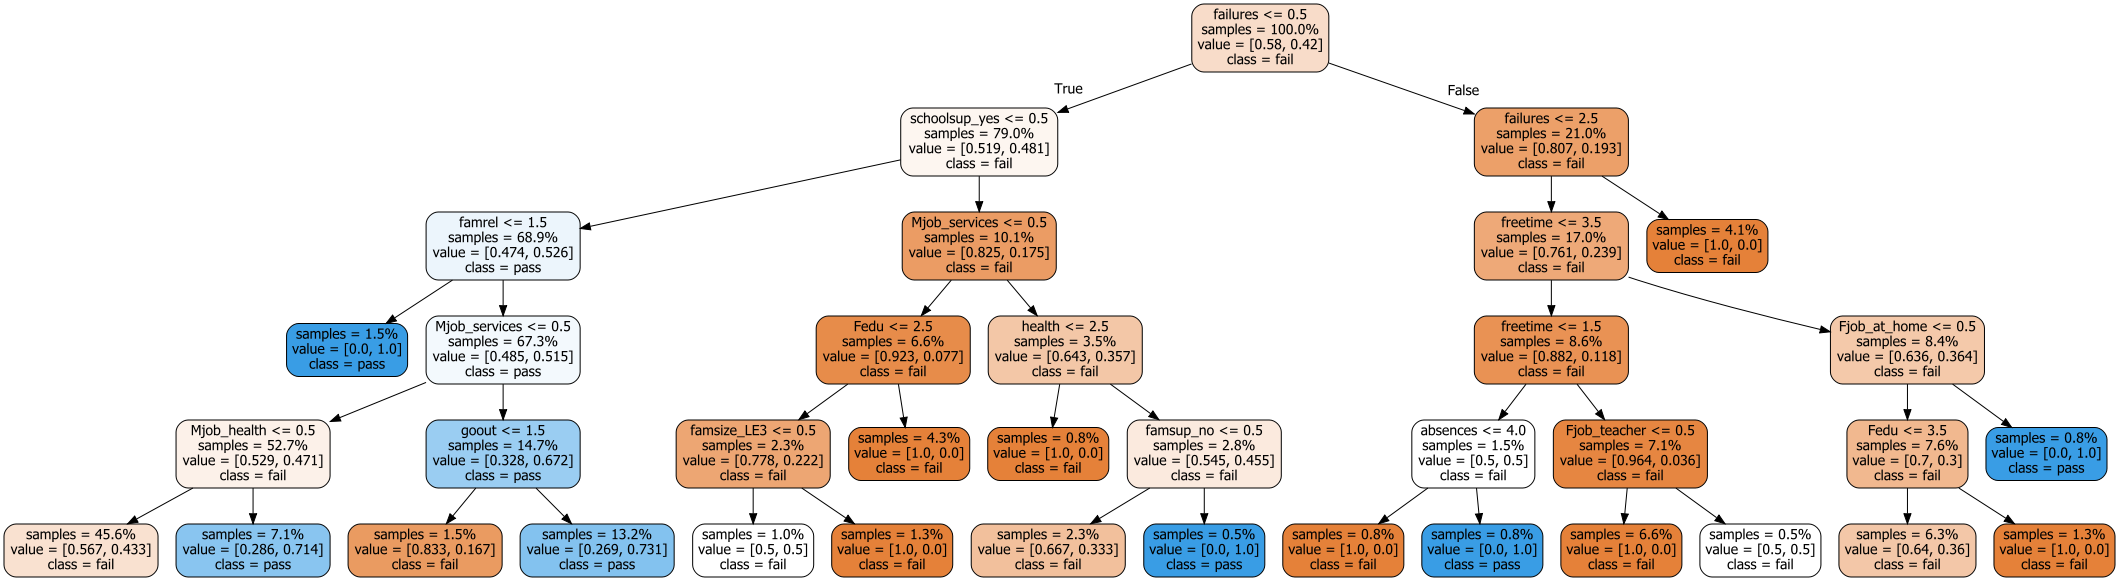 failures <= 0.5
samples = 100.0%
value = [0.58, 0.42]
class = fail
True
False
schoolsup_yes <= 0.5
samples = 79.0%
value = [0.519, 0.481]
class = fail
failures <= 2.5
samples = 21.0%
value = [0.807, 0.193]
class = fail
famrel <= 1.5
samples = 68.9%
value = [0.474, 0.526]
class = pass
Mjob_services <= 0.5
samples = 10.1%
value = [0.825, 0.175]
class = fail
freetime <= 3.5
samples = 17.0%
value = [0.761, 0.239]
class = fail
samples = 4.1%
value = [1.0, 0.0]
class = fail
samples = 1.5%
value = [0.0, 1.0]
class = pass
Mjob_services <= 0.5
samples = 67.3%
value = [0.485, 0.515]
class = pass
Fedu <= 2.5
samples = 6.6%
value = [0.923, 0.077]
class = fail
health <= 2.5
samples = 3.5%
value = [0.643, 0.357]
class = fail
freetime <= 1.5
samples = 8.6%
value = [0.882, 0.118]
class = fail
Fjob_at_home <= 0.5
samples = 8.4%
value = [0.636, 0.364]
class = fail
Mjob_health <= 0.5
samples = 52.7%
value = [0.529, 0.471]
class = fail
goout <= 1.5
samples = 14.7%
value = [0.328, 0.672]
class = pass
famsize_LE3 <= 0.5
samples = 2.3%
value = [0.778, 0.222]
class = fail
samples = 4.3%
value = [1.0, 0.0]
class = fail
samples = 0.8%
value = [1.0, 0.0]
class = fail
famsup_no <= 0.5
samples = 2.8%
value = [0.545, 0.455]
class = fail
absences <= 4.0
samples = 1.5%
value = [0.5, 0.5]
class = fail
Fjob_teacher <= 0.5
samples = 7.1%
value = [0.964, 0.036]
class = fail
Fedu <= 3.5
samples = 7.6%
value = [0.7, 0.3]
class = fail
samples = 0.8%
value = [0.0, 1.0]
class = pass
samples = 45.6%
value = [0.567, 0.433]
class = fail
samples = 7.1%
value = [0.286, 0.714]
class = pass
samples = 1.5%
value = [0.833, 0.167]
class = fail
samples = 13.2%
value = [0.269, 0.731]
class = pass
samples = 1.0%
value = [0.5, 0.5]
class = fail
samples = 1.3%
value = [1.0, 0.0]
class = fail
samples = 2.3%
value = [0.667, 0.333]
class = fail
samples = 0.5%
value = [0.0, 1.0]
class = pass
samples = 0.8%
value = [1.0, 0.0]
class = fail
samples = 0.8%
value = [0.0, 1.0]
class = pass
samples = 6.6%
value = [1.0, 0.0]
class = fail
samples = 0.5%
value = [0.5, 0.5]
class = fail
samples = 6.3%
value = [0.64, 0.36]
class = fail
samples = 1.3%
value = [1.0, 0.0]
class = fail